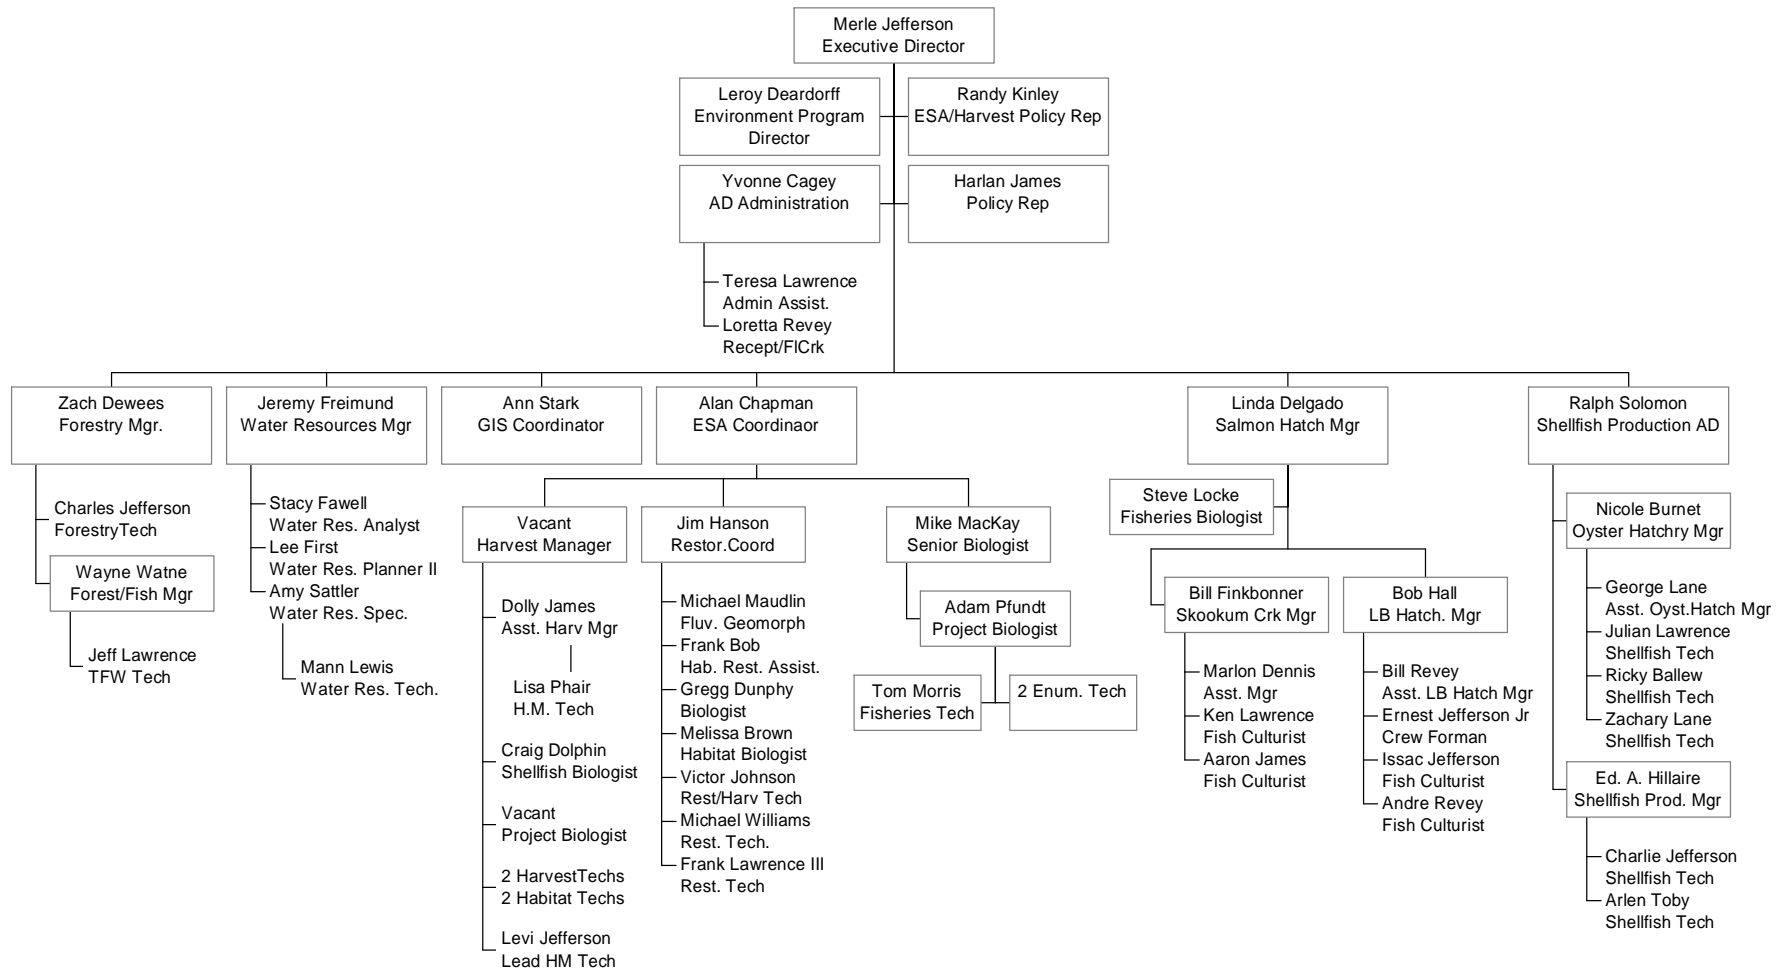 Merle Jefferson
Executive Director
Leroy Deardorff
Environment Program
Director
Randy Kinley
ESA/Harvest Policy Rep
Yvonne Cagey
AD Administration
Harlan James
Policy Rep
Teresa Lawrence
Admin Assist.
Loretta Revey
Recept/FlCrk
Zach Dewees
Forestry Mgr.
Charles Jefferson
ForestryTech
Wayne Watne
Forest/Fish Mgr
Jeff Lawrence
TFW Tech
Jeremy Freimund
Water Resources Mgr
Stacy Fawell
Water Res. Analyst
Lee First
Water Res. Planner II
Amy Sattler
Water Res. Spec.
Mann Lewis
Water Res. Tech.
Ann Stark
GIS Coordinator
Alan Chapman
ESA Coordinaor
Vacant
Harvest Manager
Dolly James
Asst. Harv Mgr
Lisa Phair
H.M. Tech
Craig Dolphin
Shellfish Biologist
Vacant
Project Biologist
2 HarvestTechs
2 Habitat Techs
Levi Jefferson
Lead HM Tech
Jim Hanson
Restor.Coord
Michael Maudlin
Fluv. Geomorph
Frank Bob
Hab. Rest. Assist.
Gregg Dunphy
Biologist
Melissa Brown
Habitat Biologist
Victor Johnson
Rest/Harv Tech
Michael Williams
Rest. Tech.
Frank Lawrence III
Rest. Tech
Mike MacKay
Senior Biologist
Adam Pfundt
Project Biologist
Tom Morris
Fisheries Tech
2 Enum. Tech
Linda Delgado
Salmon Hatch Mgr
Steve Locke
Fisheries Biologist
Bill Finkbonner
Skookum Crk Mgr
Marlon Dennis
Asst. Mgr
Ken Lawrence
Fish Culturist
Aaron James
Fish Culturist
Bob Hall
LB Hatch. Mgr
Bill Revey
Asst. LB Hatch Mgr
Ernest Jefferson Jr
Crew Forman
Issac Jefferson
Fish Culturist
Andre Revey
Fish Culturist
Ralph Solomon
Shellfish Production AD
Nicole Burnet
Oyster Hatchry Mgr
George Lane
Asst. Oyst.Hatch Mgr
Julian Lawrence
Shellfish Tech
Ricky Ballew
Shellfish Tech
Zachary Lane
Shellfish Tech
Ed. A. Hillaire
Shellfish Prod. Mgr
Charlie Jefferson
Shellfish Tech
Arlen Toby
Shellfish Tech